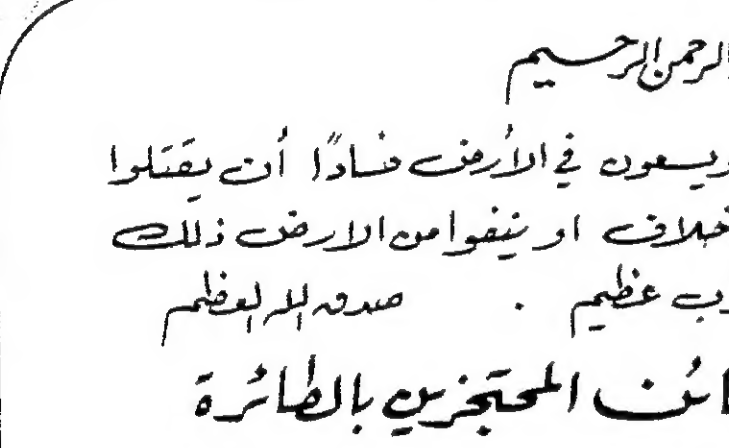 الرحمن الرحيم
ويسعون في الأرض فسادًا أن يقتلوا
خلاف او ينفوا من الارض ذلك
عظيم . صدق الله العظيم
المحتجزين بالطائرة